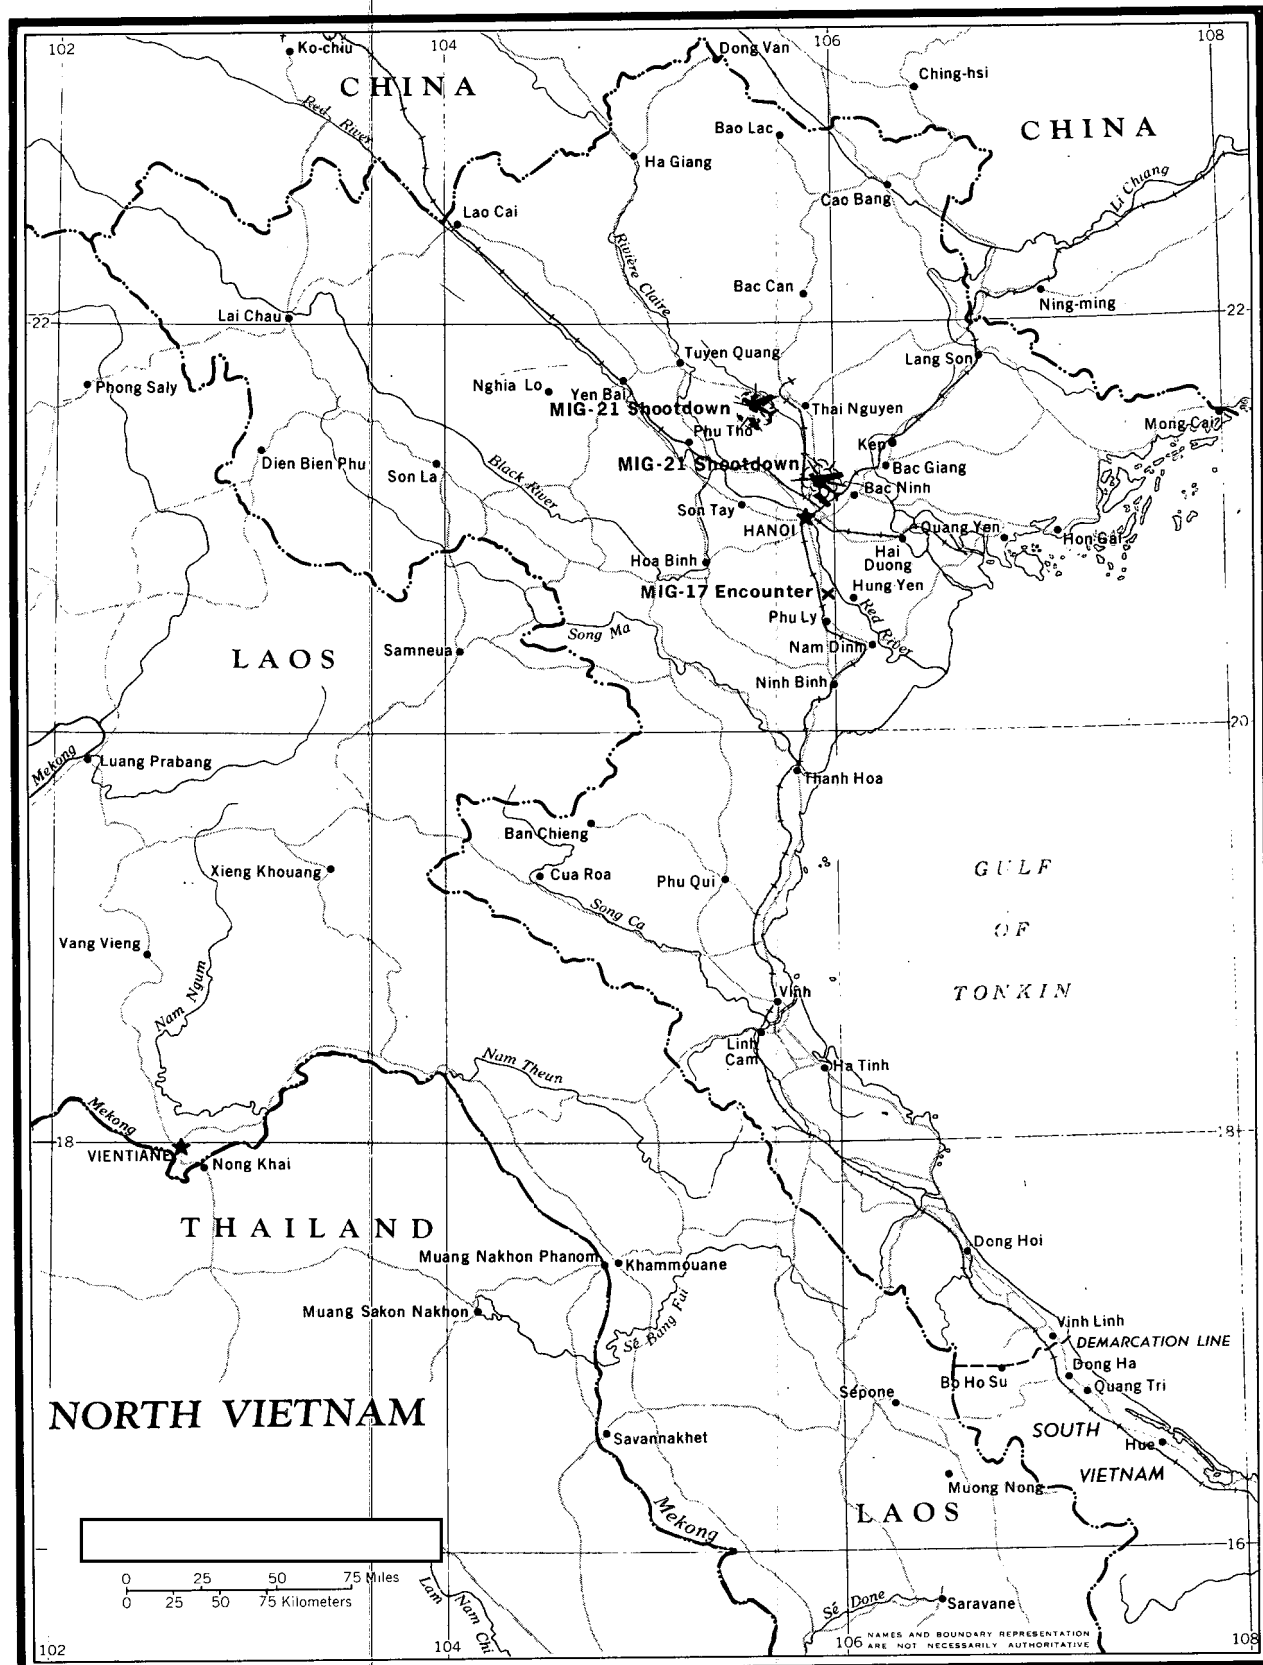 102
104
106
108
Ko-chiu
CHINA
Dong Van
Ching-hsi
Red River
Bao Lac
CHINA
Ha Giang
Li Chiang
Cao Bang
Lao Cai
Rivière Claire
Bac Can
Ning-ming
Lai Chau
22
22
Tuyen Quang
Lang Son
Phong Saly
Nghia Lo
Yen Bai
MIG-21 Shootdown
Thai Nguyen
Mong Cai
Phu Tho
Kep
Dien Bien Phu
Son La
Black River
MIG-21 Shootdown
Bac Giang
Bac Ninh
Son Tay
HANOI
Quang Yen
Hon Gai
Hai
Duong
Hoa Binh
MIG-17 Encounter
Hung Yen
Red River
Phu Ly
Song Ma
Nam Dinh
LAOS
Samneua
Ninh Binh
20
Mekong
Luang Prabang
Thanh Hoa
Ban Chieng
Xieng Khouang
Cua Roa
Phu Qui
GULF
OF
TONKIN
Song Ca
Vang Vieng
Nam Ngum
Vinh
Linh
Cam
Nam Theun
Ha Tinh
Mekong
18
18
VIENTIANE
Nong Khai
THAILAND
Dong Hoi
Muang Nakhon Phanom
Khammouane
Muang Sakon Nakhon
Sé Bang Fai
Vinh Linh
DEMARCATION LINE
Dong Ha
Bo Ho Su
Quang Tri
Sépone
NORTH VIETNAM
SOUTH
VIETNAM
Savannakhet
Hue
Muong Nong
Mekong
LAOS
16
0 25 50 75 Miles
0 25 50 75 Kilometers
Lam
Nam Chi
Sé Done
Saravane
NAMES AND BOUNDARY REPRESENTATION
ARE NOT NECESSARILY AUTHORITATIVE
102
104
106
108